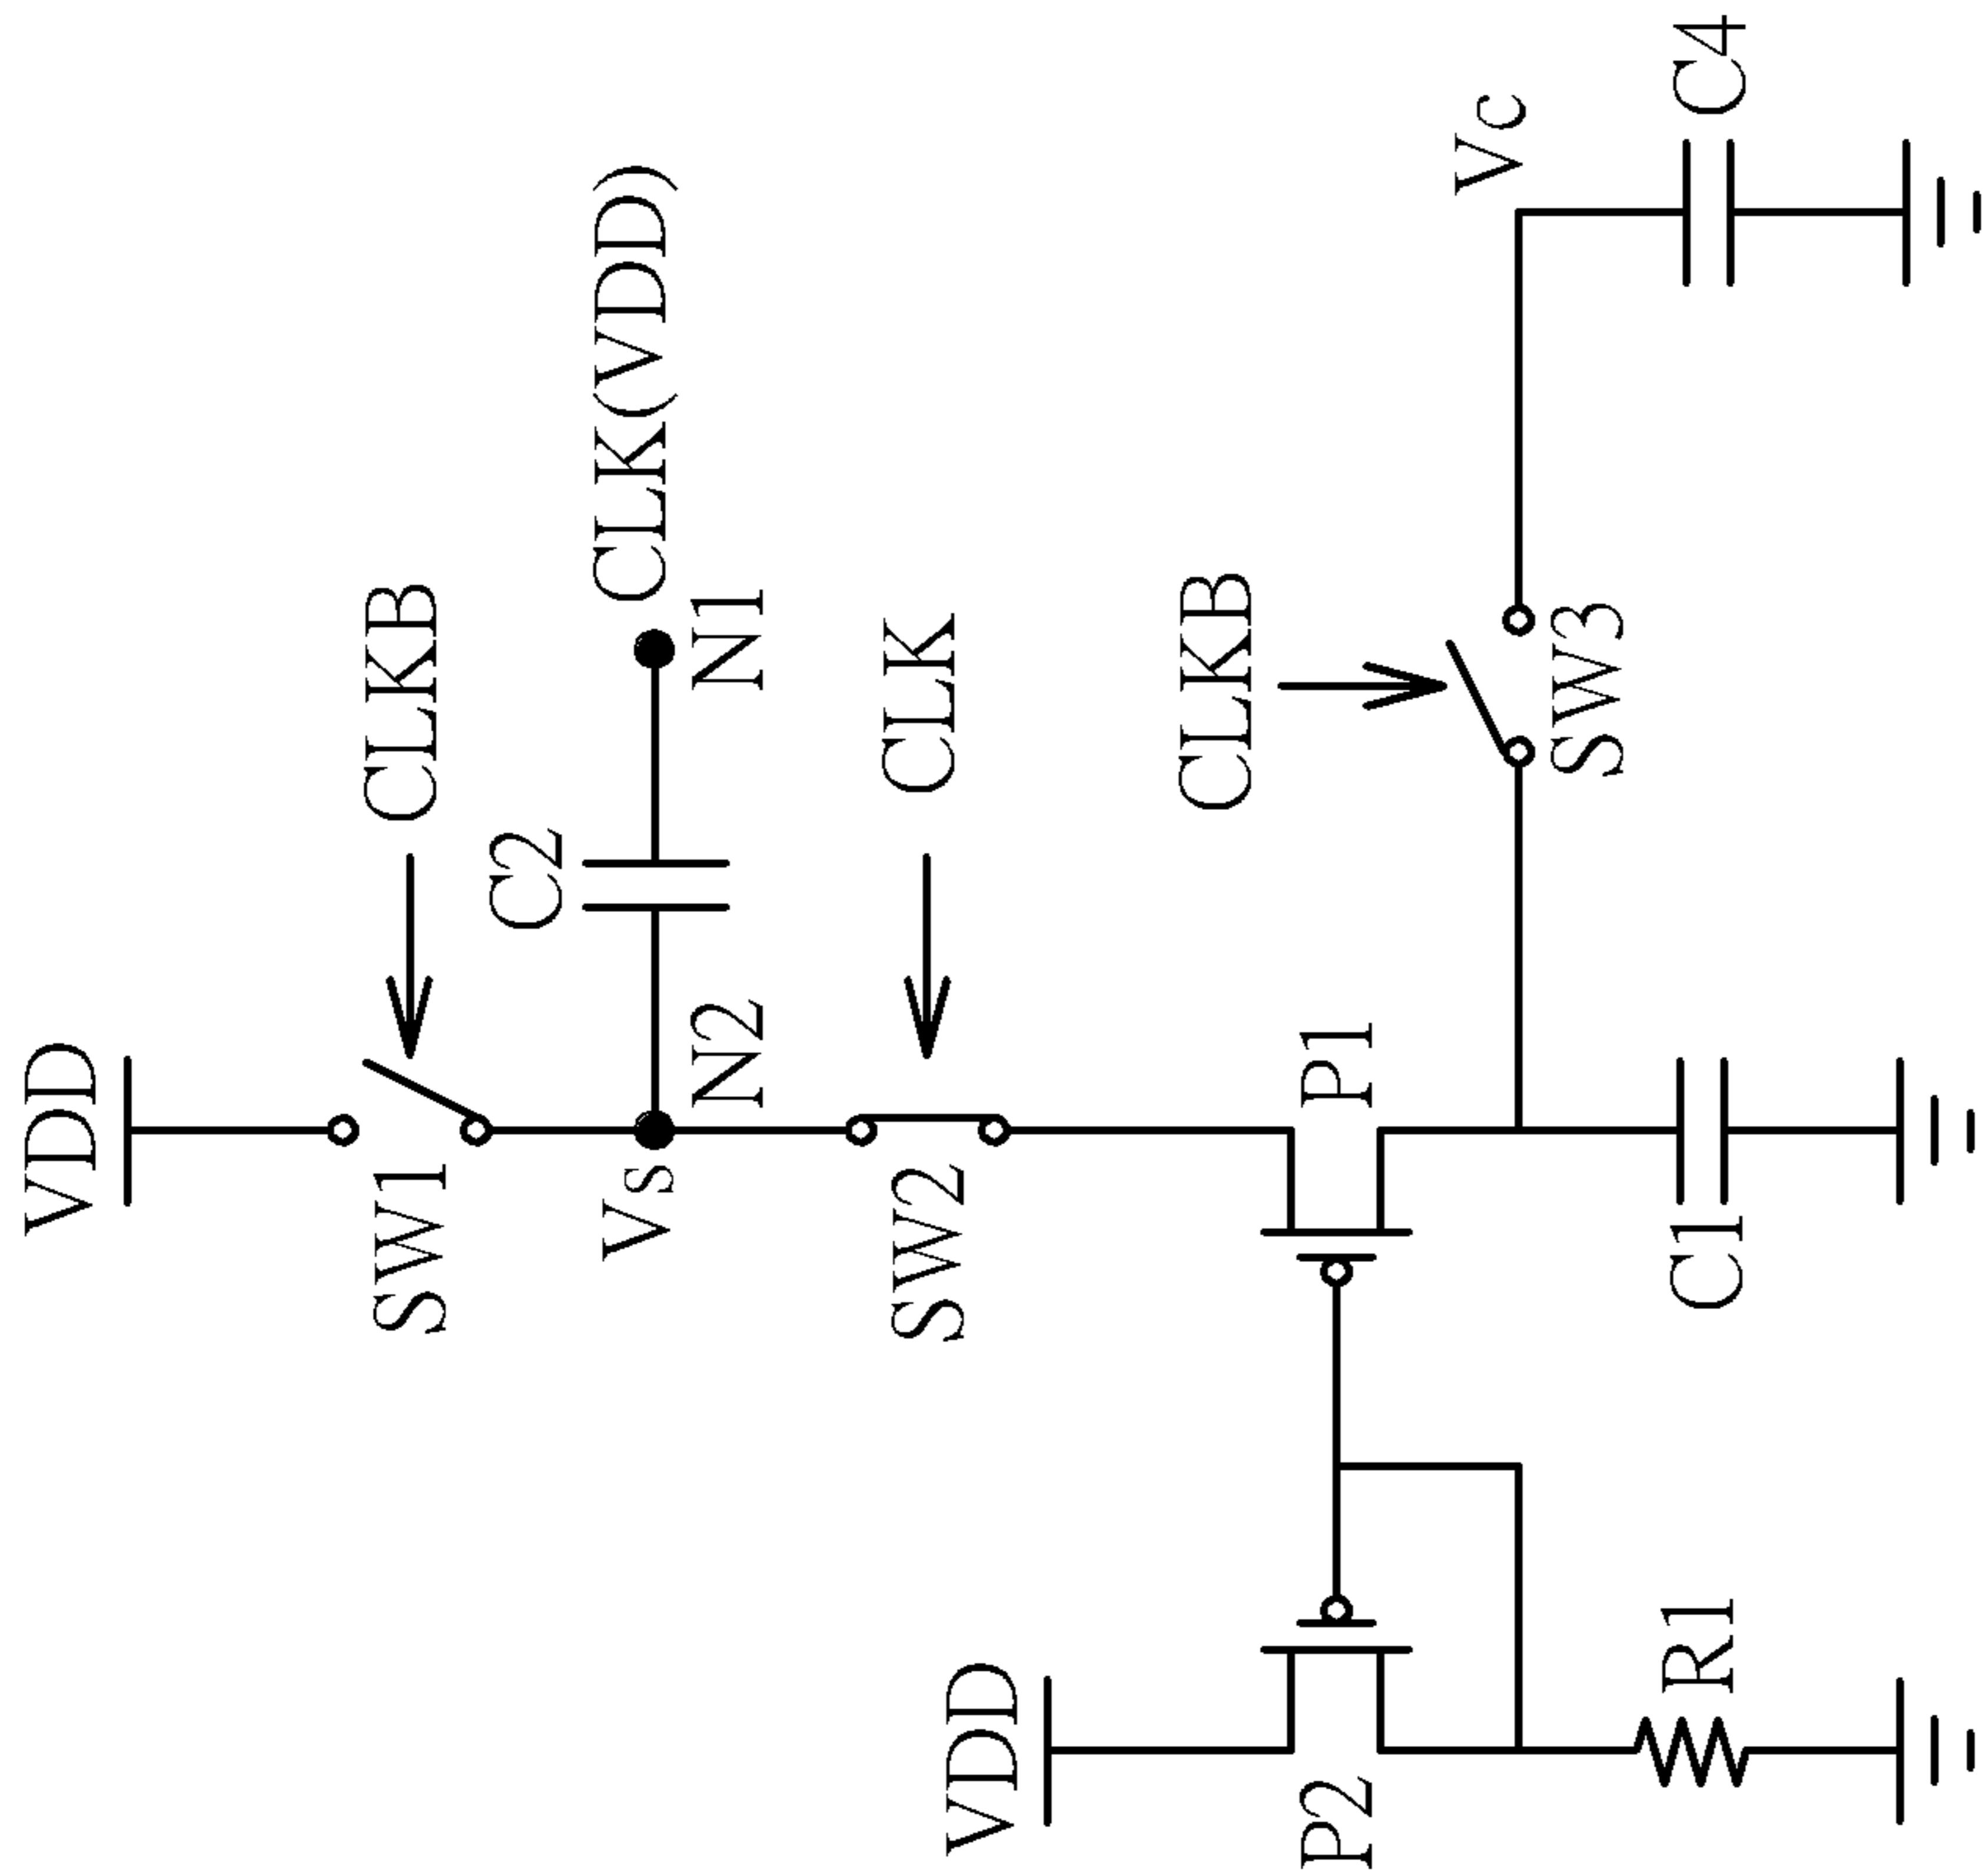 VDD
SW1
CLKB
C2
CLK(VDD)
Vs
N2
N1
SW2
CLK
VDD
P2
P1
CLKB
SW3
Vc
R1
C1
C4